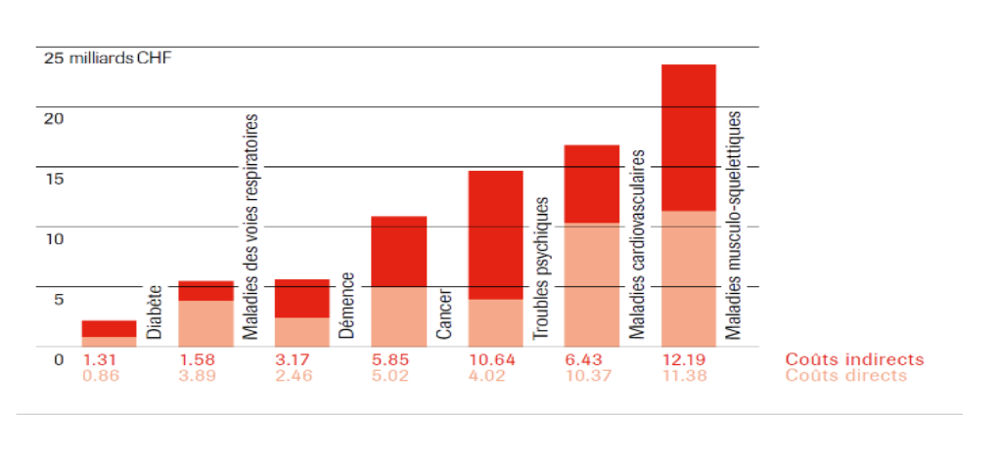 25 milliards CHF
20
15
10
5
0
Diabète
Maladies des voies respiratoires
Démence
Cancer
Troubles psychiques
Maladies cardiovasculaires
Maladies musculo-squelettiques
1.31 1.58 3.17 5.85 10.64 6.43 12.19 Coûts indirects
0.86 3.89 2.46 5.02 4.02 10.37 11.38 Coûts directs